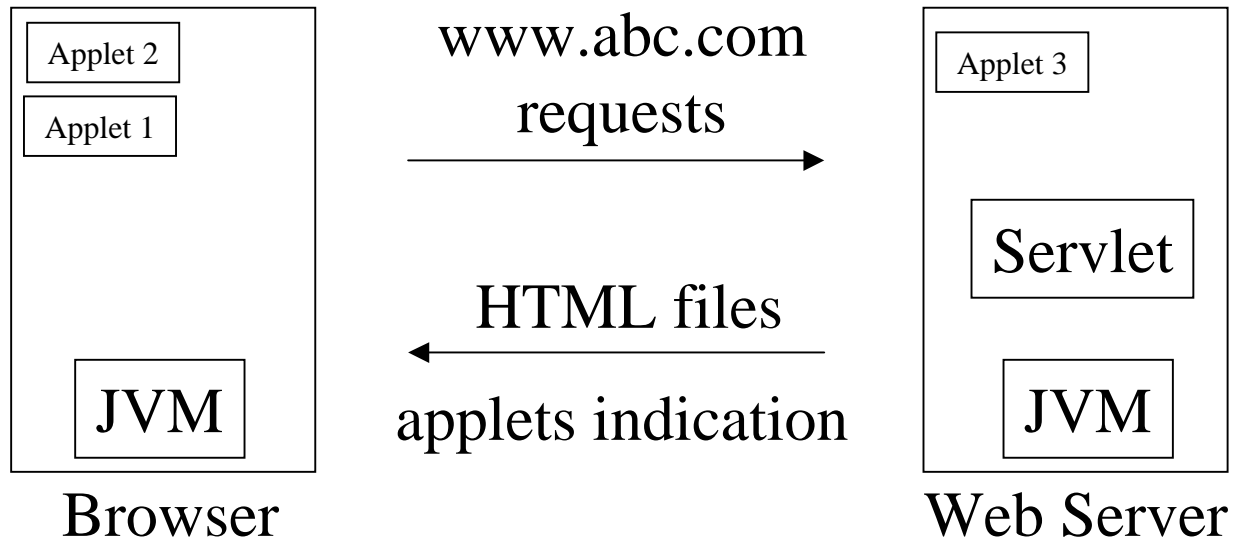 Applet 2
Applet 1
JVM
Browser
www.abc.com
requests
HTML files
applets indication
Applet 3
Servlet
JVM
Web Server